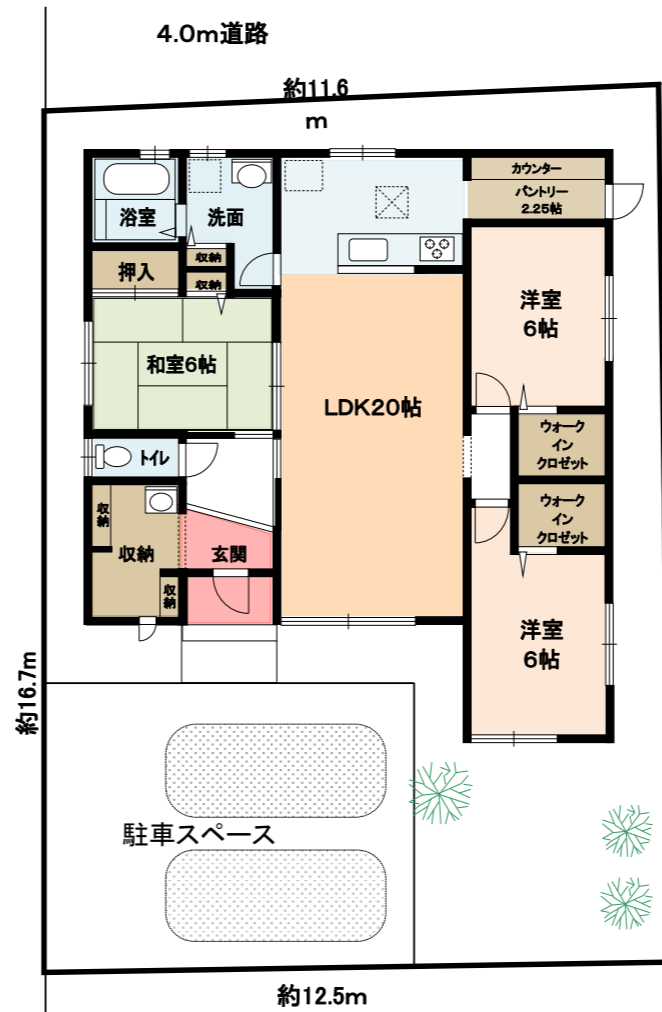 4.0m道路
約11.6
m
カウンター
パントリー
2.25帖
浴室
洗面
収納
押入
収納
洋室
6帖
和室6帖
LDK20帖
ウォーク
イン
クロゼット
トイレ
ウォーク
イン
クロゼット
収納
収納
玄関
収納
洋室
6帖
約16.7m
駐車スペース
約12.5m